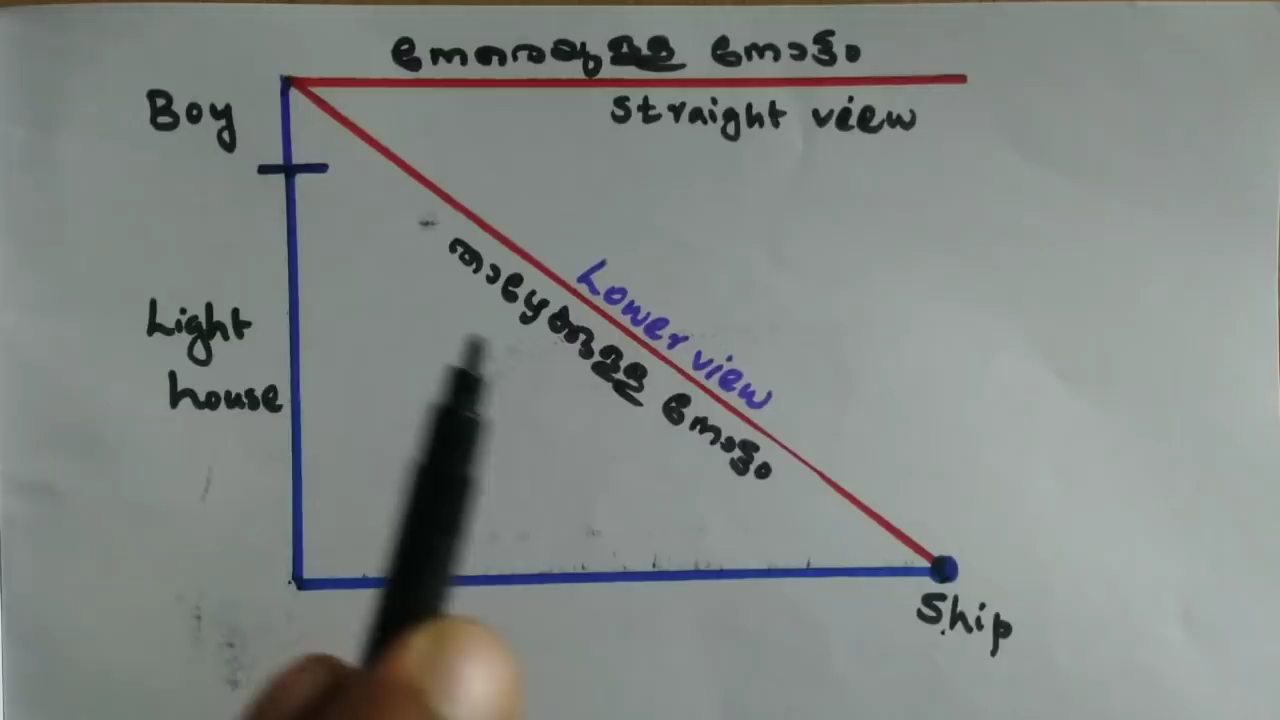 നേരെയുള്ള നോട്ടം
Straight view
Boy
Lower view
താഴേക്കുള്ള നോട്ടം
Light
house
Ship